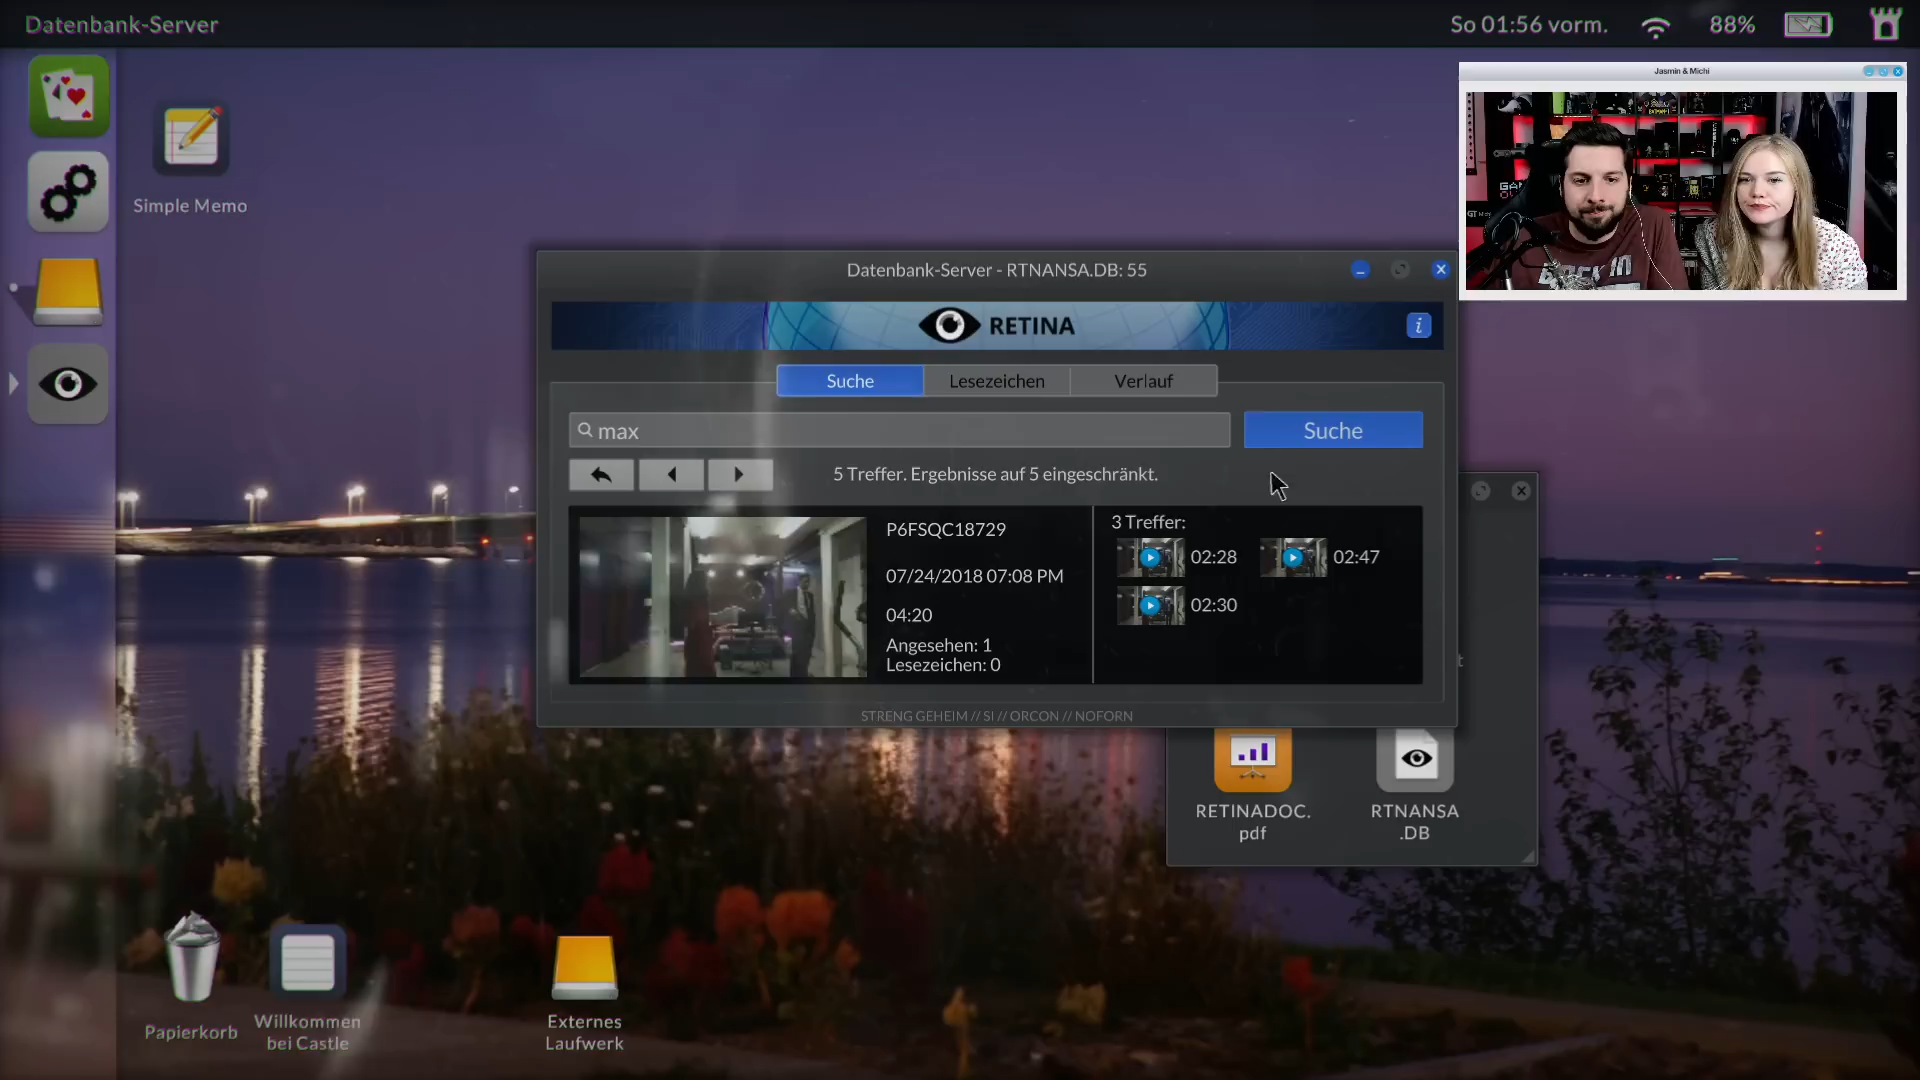 Datenbank-Server
So 01:56 vorm.
88%
Jasmin & Michi
Simple Memo
Datenbank-Server - RTNANSA.DB: 55
RETINA
i
Suche
Lesezeichen
Verlauf
max
Suche
5 Treffer. Ergebnisse auf 5 eingeschränkt.
P6FSQC18729
07/24/2018 07:08 PM
04:20
Angesehen: 1
Lesezeichen: 0
3 Treffer:
02:28
02:47
02:30
STRENG GEHEIM // SI // ORCON // NOFORN
RETINADOC.
pdf
RTNANSA
.DB
Papierkorb
Willkommen
bei Castle
Externes
Laufwerk